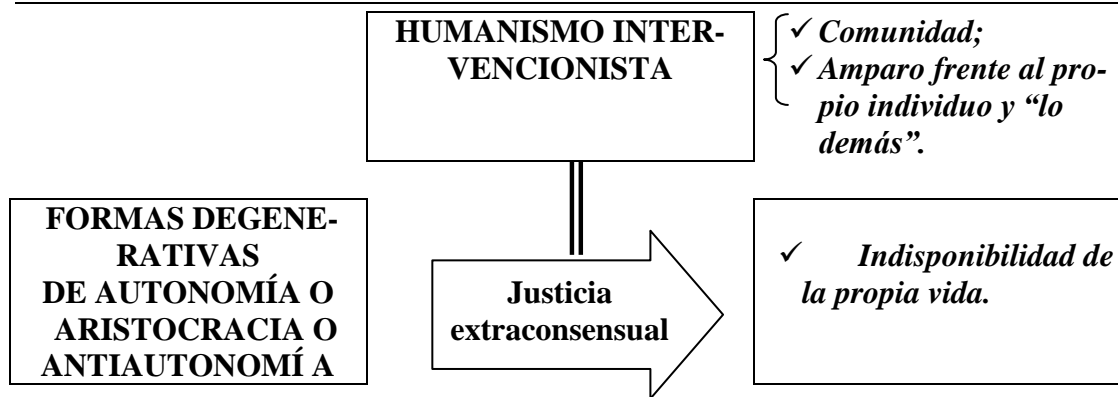 HUMANISMO INTER-
VENCIONISTA
✓ Comunidad;
✓ Amparo frente al pro-
pio individuo y “lo
demás”.
FORMAS DEGENE-
RATIVAS
DE AUTONOMÍA O
ARISTOCRACIA O
ANTIAUTONOMÍ A
Justicia
extraconsensual
✓ Indisponibilidad de
la propia vida.